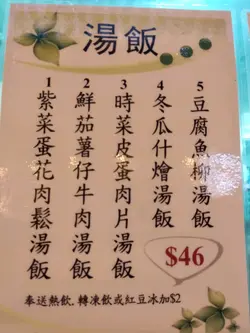 湯飯
1 紫菜蛋花肉鬆湯飯
2 鮮茄薯仔牛肉湯飯
3 時菜皮蛋肉片湯飯
4 冬瓜什燴湯飯
5 豆腐魚柳湯飯
$46
奉送熱飲, 轉凍飲或紅豆冰加$2